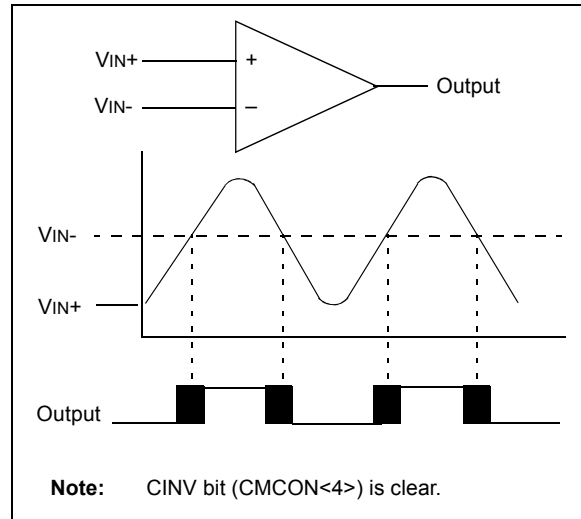 VIN+
+
Output
VIN-
–
VIN-
VIN+
Output
Note: CINV bit (CMCON<4>) is clear.